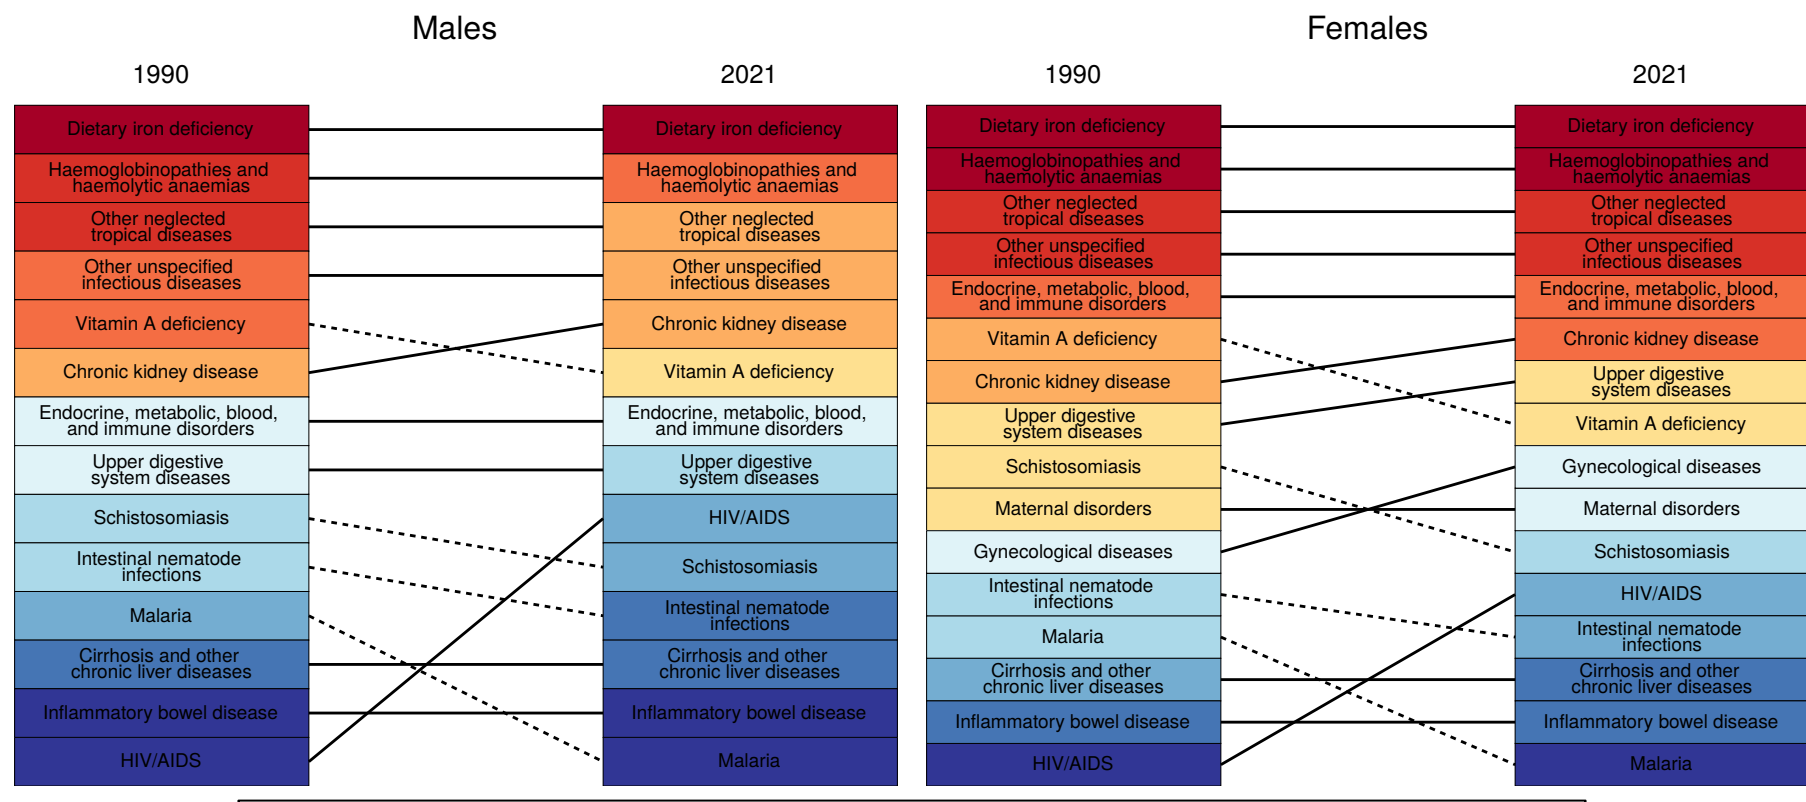 Males
1990
2021
Dietary iron deficiency
Haemoglobinopathies and
haemolytic anaemias
Other neglected
tropical diseases
Other unspecified
infectious diseases
Vitamin A deficiency
Chronic kidney disease
Endocrine, metabolic, blood,
and immune disorders
Upper digestive
system diseases
Schistosomiasis
Intestinal nematode
infections
Malaria
Cirrhosis and other
chronic liver diseases
Inflammatory bowel disease
HIV/AIDS
Dietary iron deficiency
Haemoglobinopathies and
haemolytic anaemias
Other neglected
tropical diseases
Other unspecified
infectious diseases
Chronic kidney disease
Vitamin A deficiency
Endocrine, metabolic, blood,
and immune disorders
Upper digestive
system diseases
HIV/AIDS
Schistosomiasis
Intestinal nematode
infections
Cirrhosis and other
chronic liver diseases
Inflammatory bowel disease
Malaria
Females
1990
2021
Dietary iron deficiency
Haemoglobinopathies and
haemolytic anaemias
Other neglected
tropical diseases
Other unspecified
infectious diseases
Endocrine, metabolic, blood,
and immune disorders
Vitamin A deficiency
Chronic kidney disease
Upper digestive
system diseases
Schistosomiasis
Maternal disorders
Gynecological diseases
Intestinal nematode
infections
Malaria
Cirrhosis and other
chronic liver diseases
Inflammatory bowel disease
HIV/AIDS
Dietary iron deficiency
Haemoglobinopathies and
haemolytic anaemias
Other neglected
tropical diseases
Other unspecified
infectious diseases
Endocrine, metabolic, blood,
and immune disorders
Chronic kidney disease
Upper digestive
system diseases
Vitamin A deficiency
Gynecological diseases
Maternal disorders
Schistosomiasis
HIV/AIDS
Intestinal nematode
infections
Cirrhosis and other
chronic liver diseases
Inflammatory bowel disease
Malaria